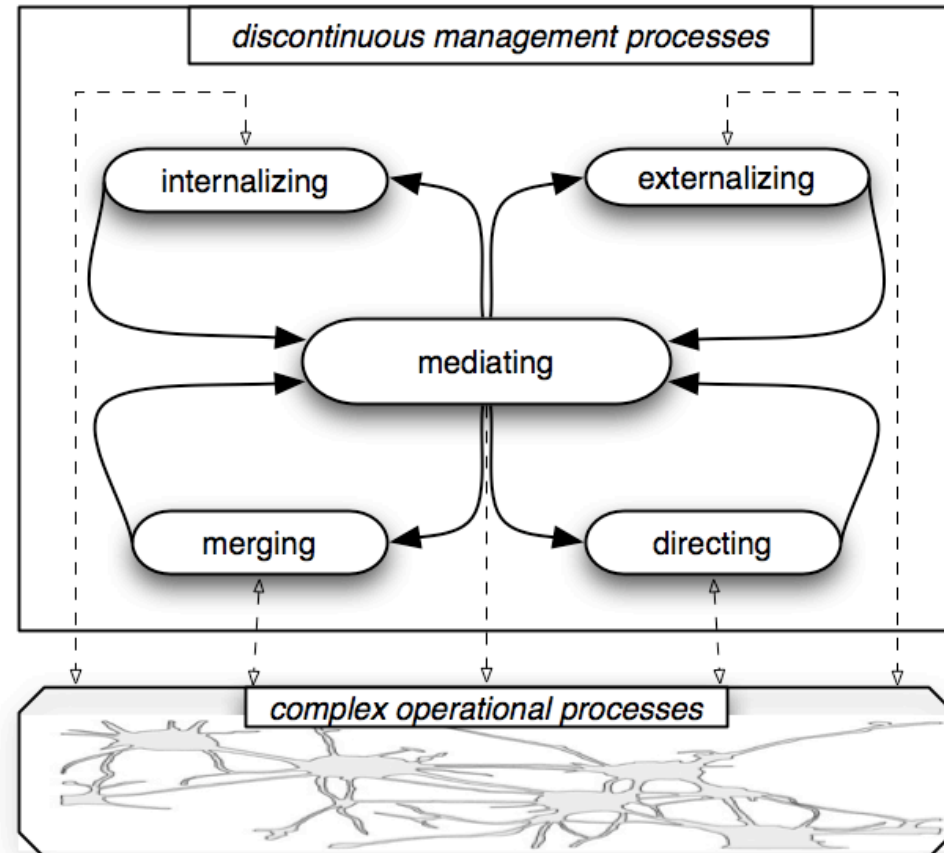 discontinuous management processes
internalizing
externalizing
mediating
merging
directing
complex operational processes